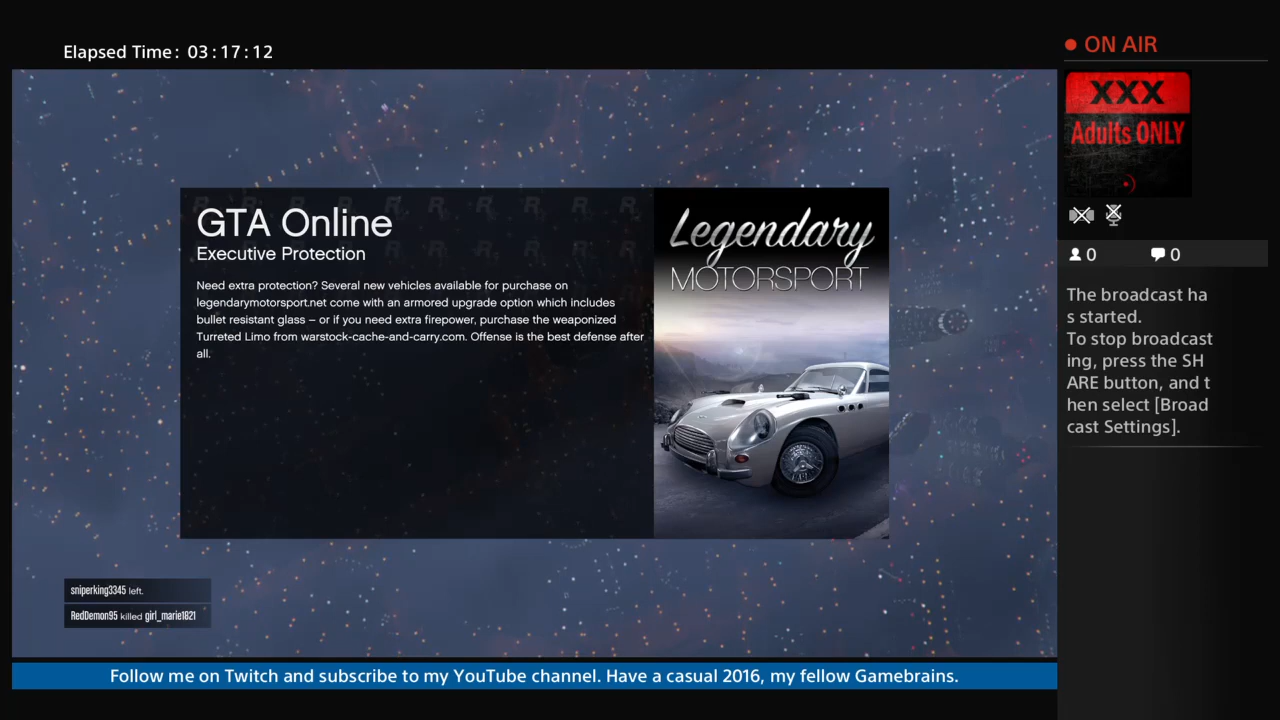 Elapsed Time: 03:17:12
ON AIR
XXX
Adults ONLY
GTA Online
Executive Protection
Need extra protection? Several new vehicles available for purchase on
legendarymotorsport.net come with an armored upgrade option which includes
bullet resistant glass – or if you need extra firepower, purchase the weaponized
Turreted Limo from warstock-cache-and-carry.com. Offense is the best defense after
all.
Legendary
MOTORSPORT
0
0
The broadcast ha
s started.
To stop broadcast
ing, press the SH
ARE button, and t
hen select [Broad
cast Settings].
sniperking3345 left.
RedDemon95 killed girl_marie1821
Follow me on Twitch and subscribe to my YouTube channel. Have a casual 2016, my fellow Gamebrains.